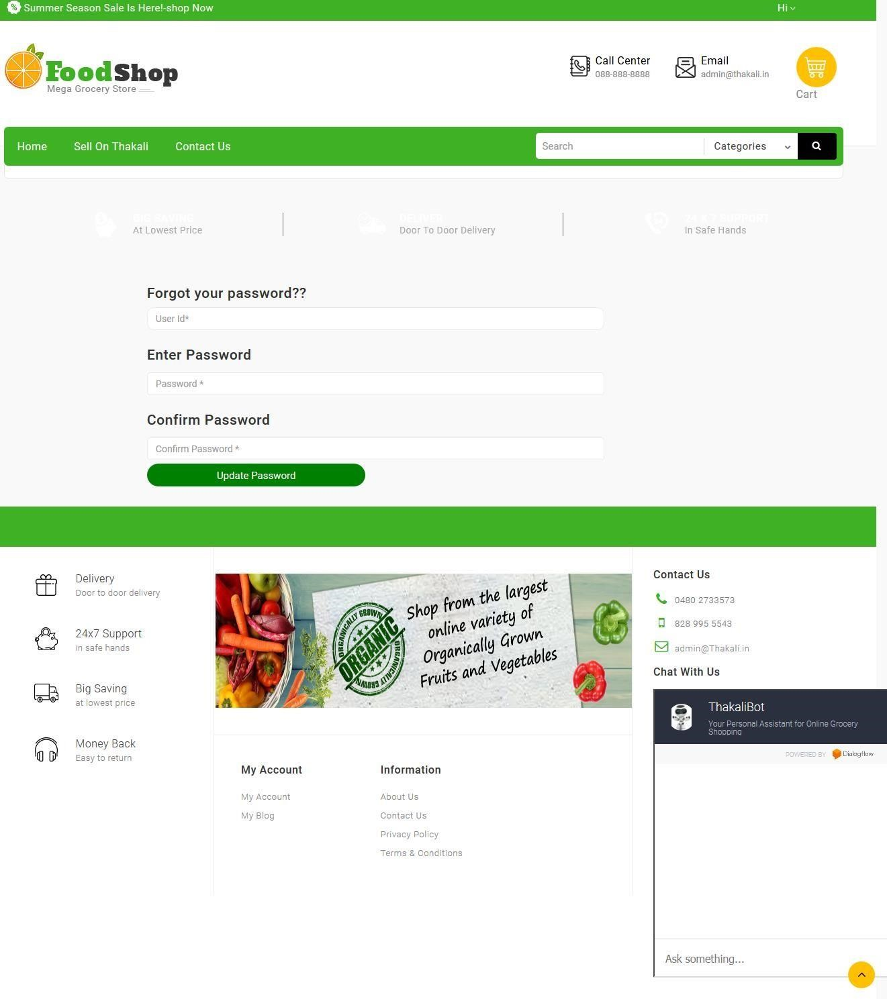 Summer Season Sale Is Here!-shop Now
Hi
FoodShop
Mega Grocery Store
Call Center
088-888-8888
Email
admin@thakali.in
Cart
Home
Sell On Thakali
Contact Us
Search
Categories
BIG SAVING
At Lowest Price
DELIVER
Door To Door Delivery
24 X 7 SUPPORT
In Safe Hands
Forgot your password??
User Id*
Enter Password
Password *
Confirm Password
Confirm Password *
Update Password
Delivery
Door to door delivery
24x7 Support
in safe hands
Big Saving
at lowest price
Money Back
Easy to return
ORGANICALLY GROWN
ORGANIC
ORGANICALLY GROWN
Shop from the largest
online variety of
Organically Grown
Fruits and Vegetables
My Account
My Account
My Blog
Information
About Us
Contact Us
Privacy Policy
Terms & Conditions
Contact Us
0480 2733573
828 995 5543
admin@Thakali.in
Chat With Us
ThakaliBot
Your Personal Assistant for Online Grocery
Shopping
POWERED BY Dialogflow
Ask something...